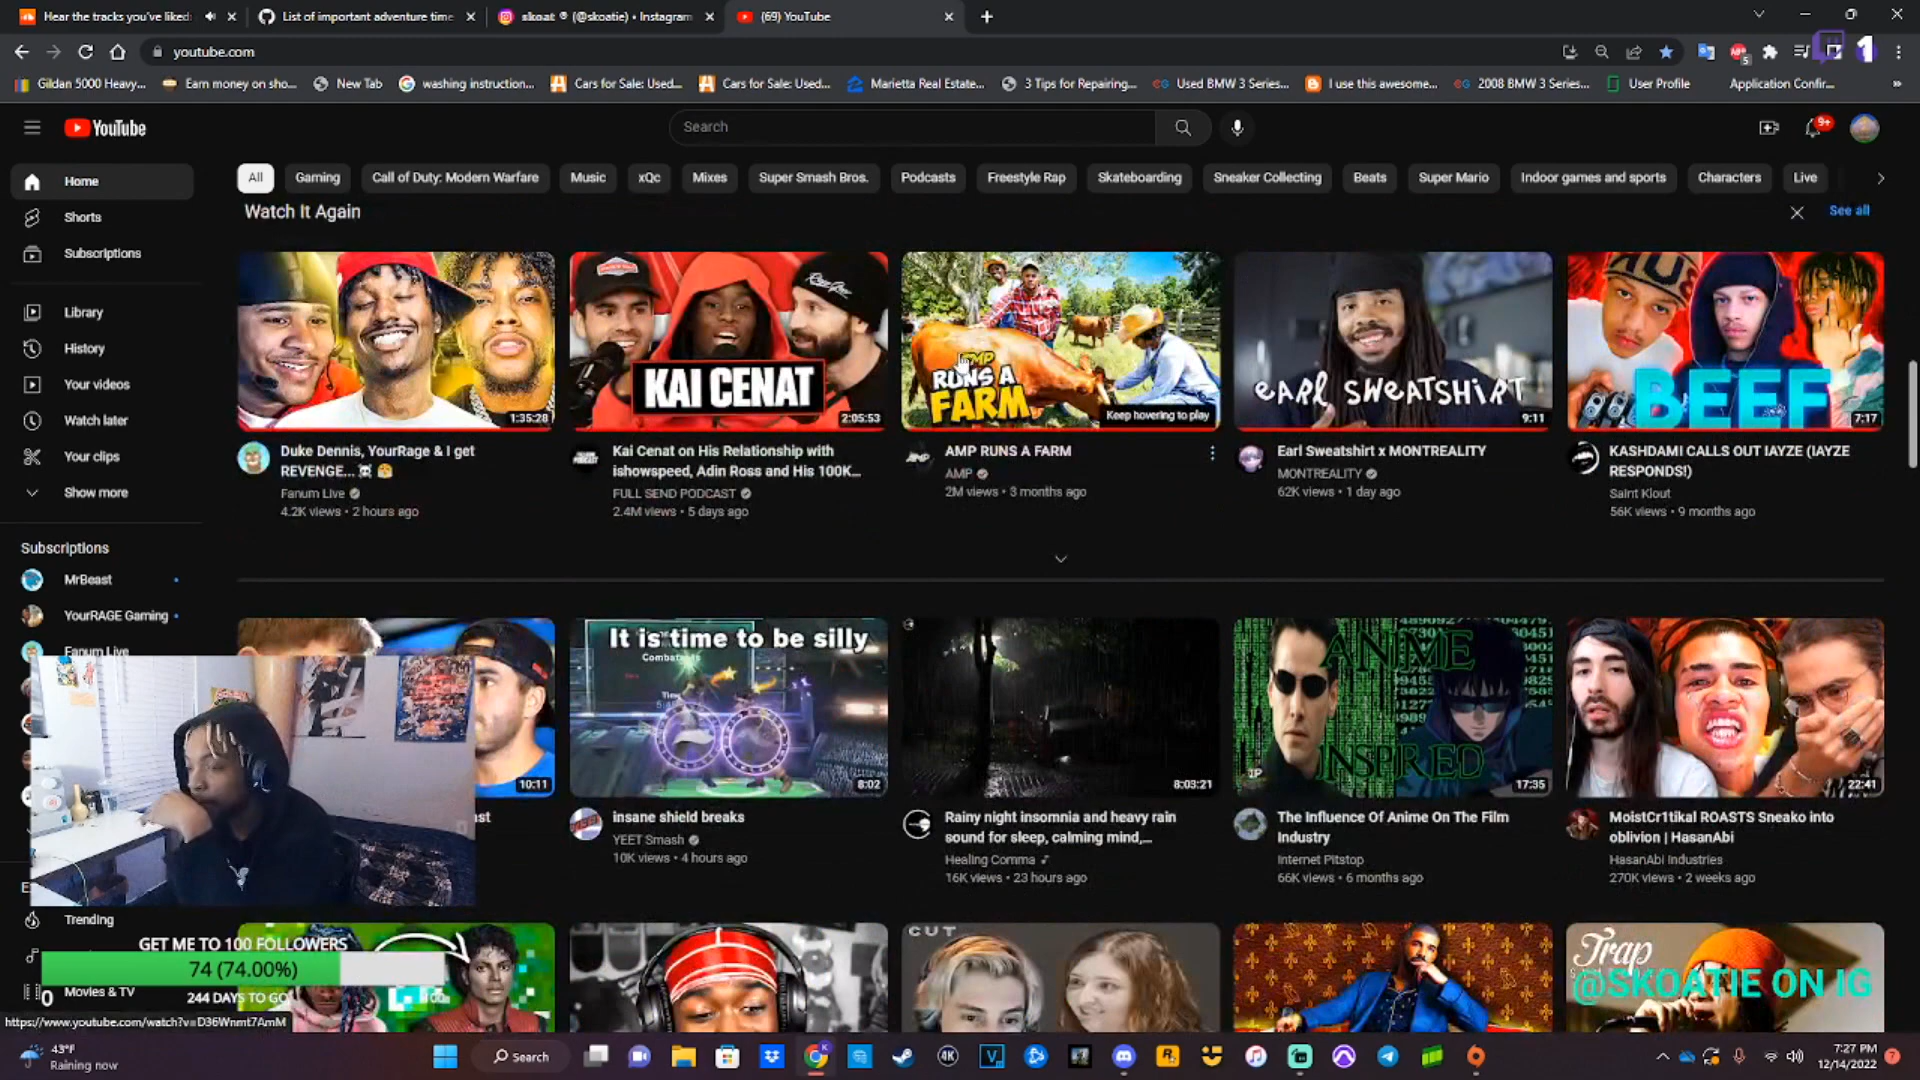 Hear the tracks you've liked
List of important adventure time
skoat ® (@skoatie) • Instagram
(69) YouTube
youtube.com
Gildan 5000 Heavy...
Earn money on sho...
New Tab
washing instruction...
Cars for Sale: Used...
Cars for Sale: Used...
Marietta Real Estate...
3 Tips for Repairing...
Used BMW 3 Series...
I use this awesome...
2008 BMW 3 Series...
User Profile
Application Confir...
YouTube
Search
9+
Home
Shorts
Subscriptions
Library
History
Your videos
Watch later
Your clips
Show more
Subscriptions
MrBeast
YourRAGE Gaming
Fanum Live
Trending
Movies & TV
All
Gaming
Call of Duty: Modern Warfare
Music
xQc
Mixes
Super Smash Bros.
Podcasts
Freestyle Rap
Skateboarding
Sneaker Collecting
Beats
Super Mario
Indoor games and sports
Characters
Live
Watch It Again
See all
1:35:28
Duke Dennis, YourRage & I get
REVENGE...
Fanum Live
4.2K views • 2 hours ago
KAI CENAT
2:05:53
Kai Cenat on His Relationship with
ishowspeed, Adin Ross and His 100K...
FULL SEND PODCAST
2.4M views • 5 days ago
AMP
RUNS A
FARM
Keep hovering to play
AMP RUNS A FARM
AMP
2M views • 3 months ago
EARL SWEATSHIRT
9:11
Earl Sweatshirt x MONTREALITY
MONTREALITY
62K views • 1 day ago
BEEF
7:17
KASHDAMI CALLS OUT IAYZE (IAYZE
RESPONDS!)
Saint Klout
56K views • 9 months ago
10:11
It is time to be silly
8:02
insane shield breaks
YEET Smash
10K views • 4 hours ago
8:03:21
Rainy night insomnia and heavy rain
sound for sleep, calming mind,...
Healing Comma
16K views • 23 hours ago
ANIME
INSPIRED
17:35
The Influence Of Anime On The Film
Industry
Internet Pitstop
66K views • 6 months ago
22:41
MoistCr1tikal ROASTS Sneako into
oblivion | HasanAbi
HasanAbi Industries
270K views • 2 weeks ago
GET ME TO 100 FOLLOWERS
74 (74.00%)
0
100
244 DAYS TO GO
CUT
Trap
@SKOATIE ON IG
https://www.youtube.com/watch?v=D36Wnmt7AmM
43°F
Raining now
Search
7:27 PM
12/14/2022
7